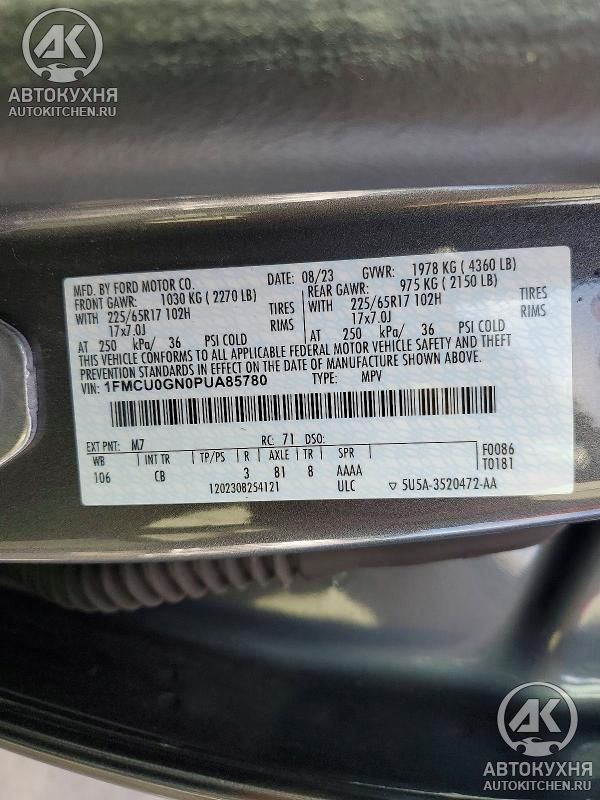 AK
АВТОКУХНЯ
AUTOKITCHEN.RU
MFD. BY FORD MOTOR CO. 08/23 GVWR: 1978 KG ( 4360 LB)
FRONT GAWR: 1030 KG ( 2270 LB) REAR GAWR: 975 KG ( 2150 LB)
WITH 225/65R17 102H TIRES WITH 225/65R17 102H TIRES
17x7.0J RIMS 17x7.0J RIMS
AT 250 kPa/ 36 PSI COLD AT 250 kPa/ 36 PSI COLD
THIS VEHICLE CONFORMS TO ALL APPLICABLE FEDERAL MOTOR VEHICLE SAFETY AND THEFT
PREVENTION STANDARDS IN EFFECT ON THE DATE OF MANUFACTURE SHOWN ABOVE.
VIN: 1FMCU0GN0PUA85780 TYPE: MPV
EXT PNT: M7 RC: 71 DSO: F0086
WB INT TR TP/PS R AXLE TR SPR T0181
106 CB 3 81 8 AAAA
1202308254121 ULC ▽ 5U5A-3520472-AA
AK
АВТОКУХНЯ
AUTOKITCHEN.RU